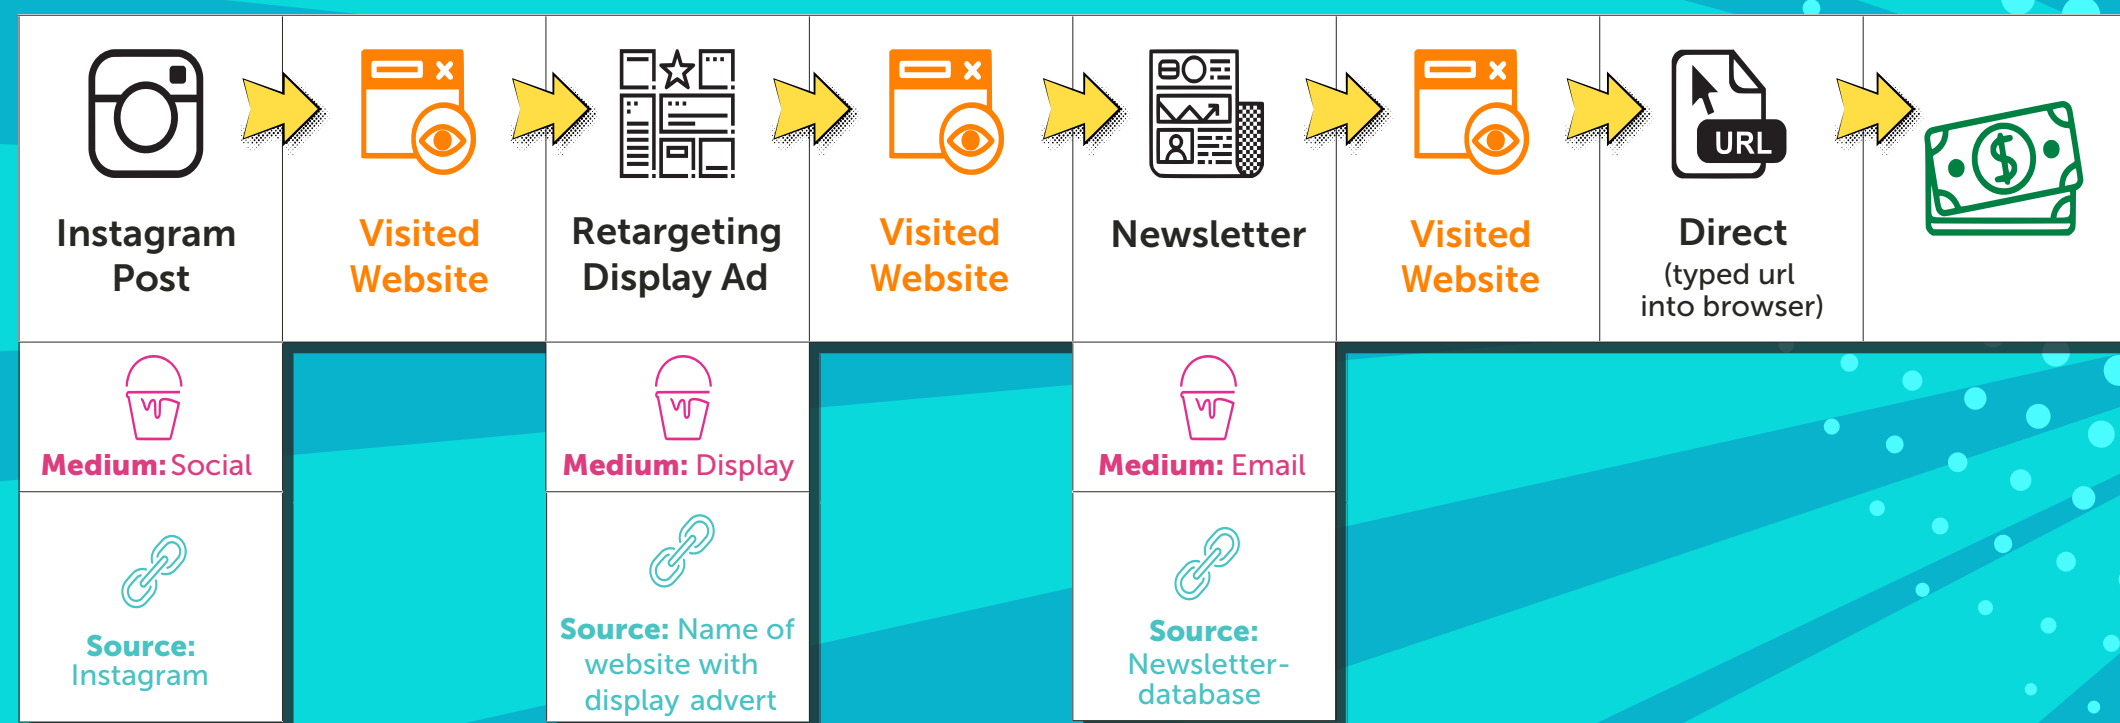 Instagram
Post
Visited
Website
Retargeting
Display Ad
Visited
Website
Newsletter
Visited
Website
URL
Direct
(typed url
into browser)
$
Medium: Social
Medium: Display
Medium: Email
Source:
Instagram
Source: Name of
website with
display advert
Source:
Newsletter-
database